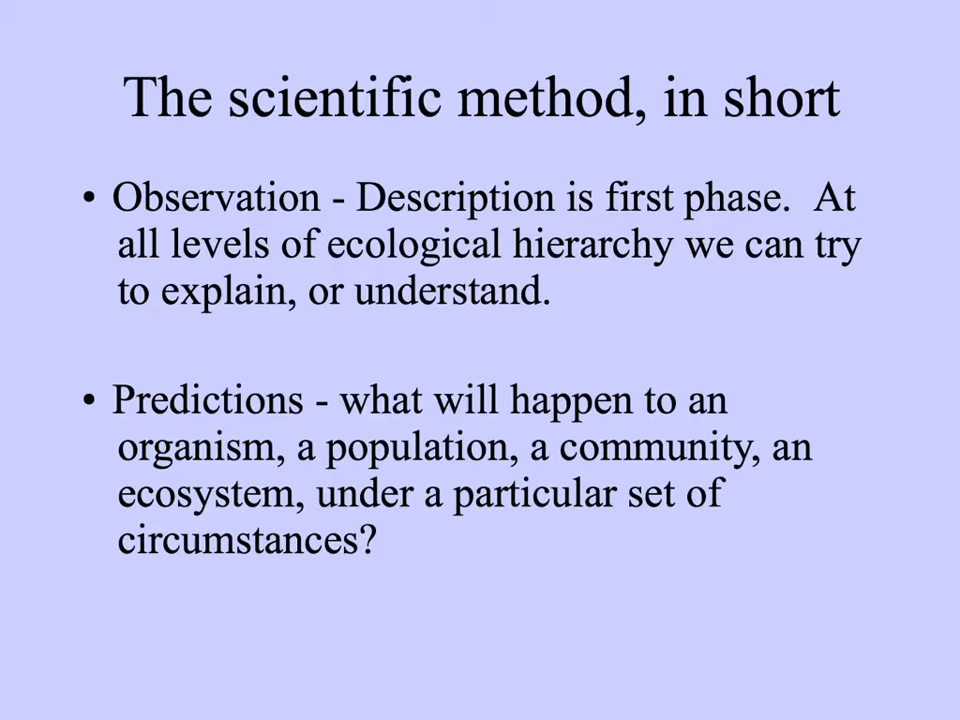 The scientific method, in short
• Observation - Description is first phase.  At
all levels of ecological hierarchy we can try
to explain, or understand.
• Predictions - what will happen to an
organism, a population, a community, an
ecosystem, under a particular set of
circumstances?